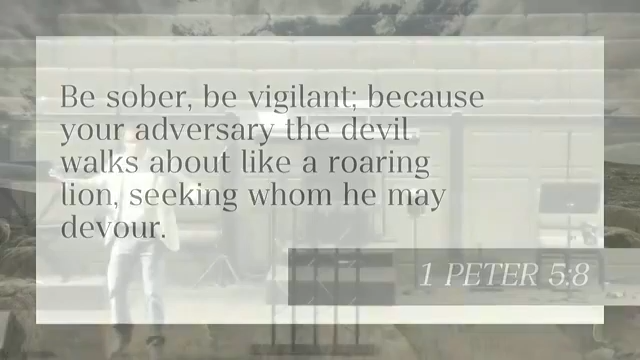 Be sober, be vigilant; because
your adversary the devil
walks about like a roaring
lion, seeking whom he may
devour.
1 PETER 5:8